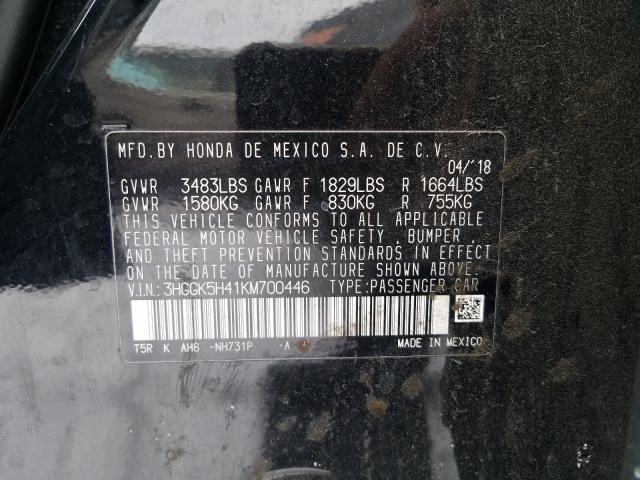 MFD.BY HONDA DE MEXICO S.A. DE C.V.
04/'18
GVWR 3483LBS GAWR F 1829LBS R 1664LBS
GVWR 1580KG GAWR F 830KG R 755KG
THIS VEHICLE CONFORMS TO ALL APPLICABLE
FEDERAL MOTOR VEHICLE SAFETY , BUMPER ,
AND THEFT PREVENTION STANDARDS IN EFFECT
ON THE DATE OF MANUFACTURE SHOWN ABOVE.
V.I.N.: 3HGGK5H41KM700446 TYPE:PASSENGER CAR
T5R K AH6 -NH731P -A MADE IN MEXICO